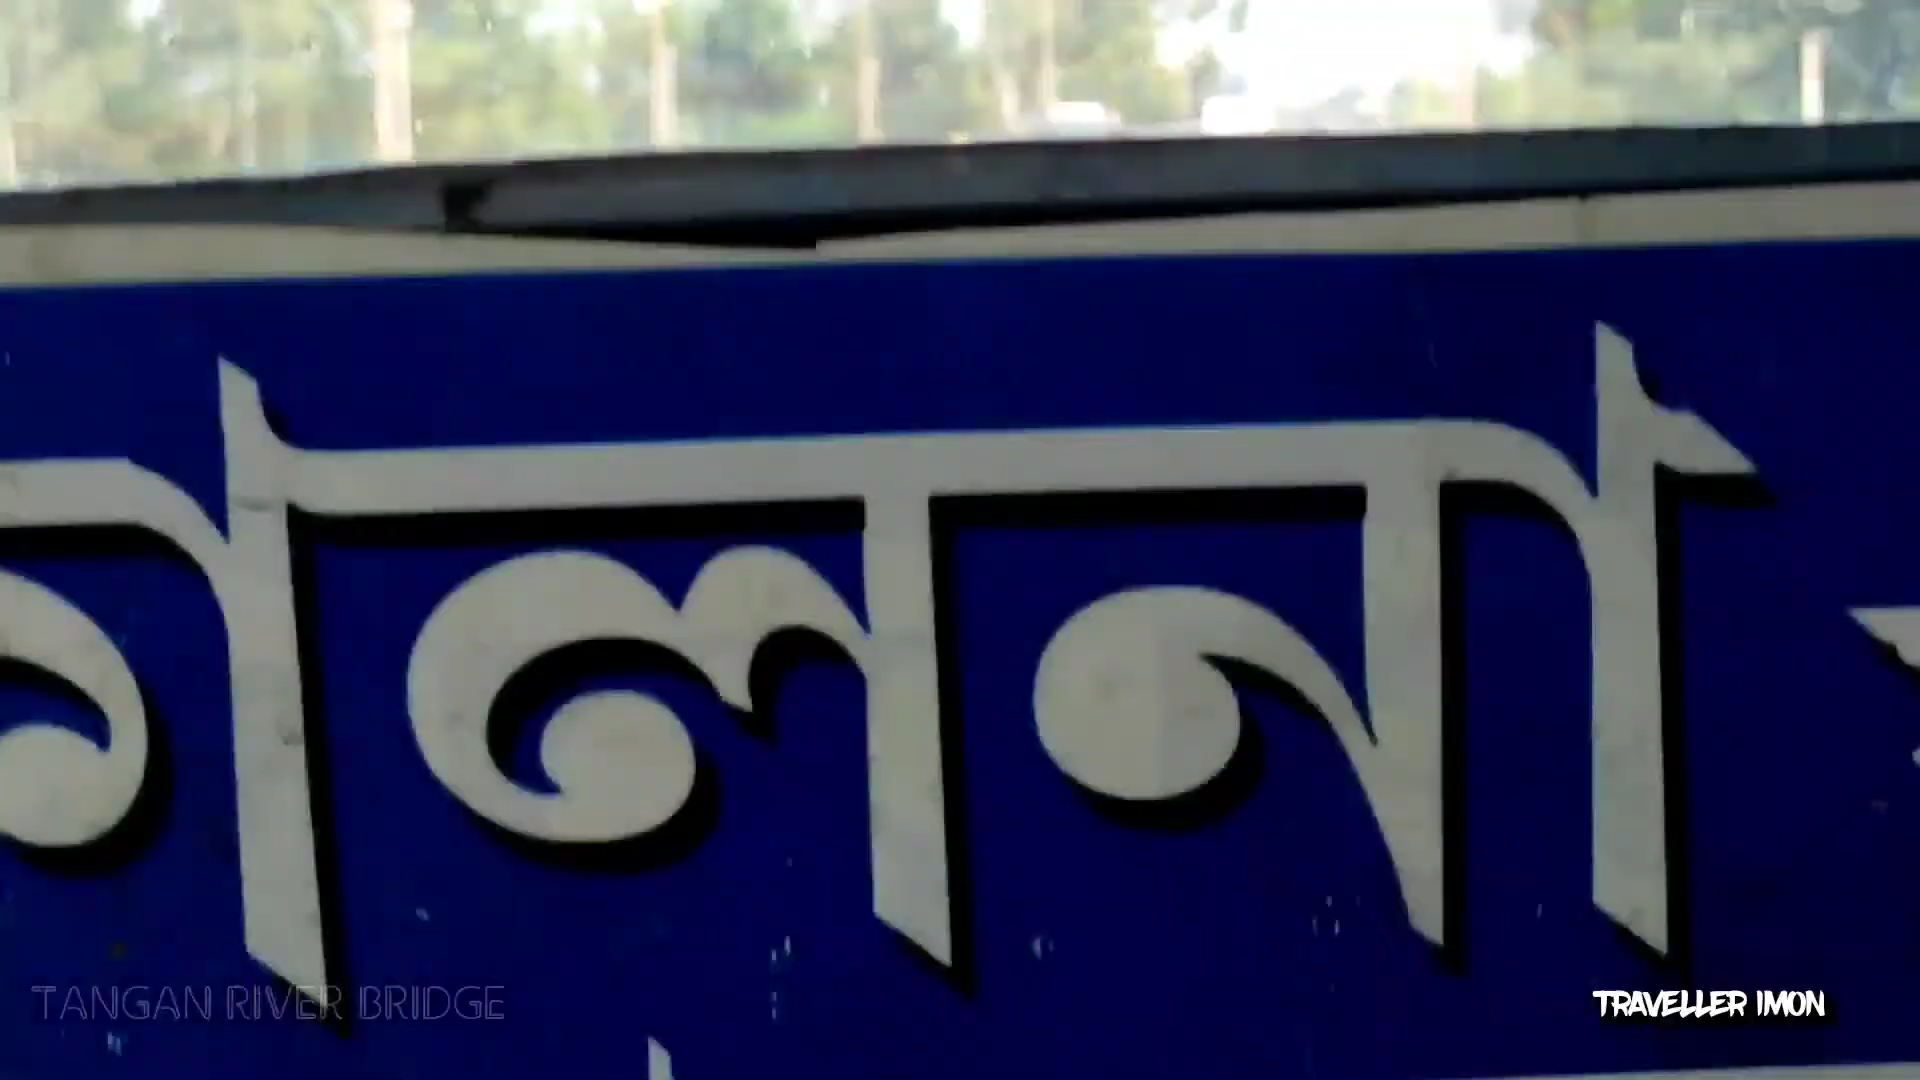 ালনা
TANGAN RIVER BRIDGE
TRAVELLER IMON